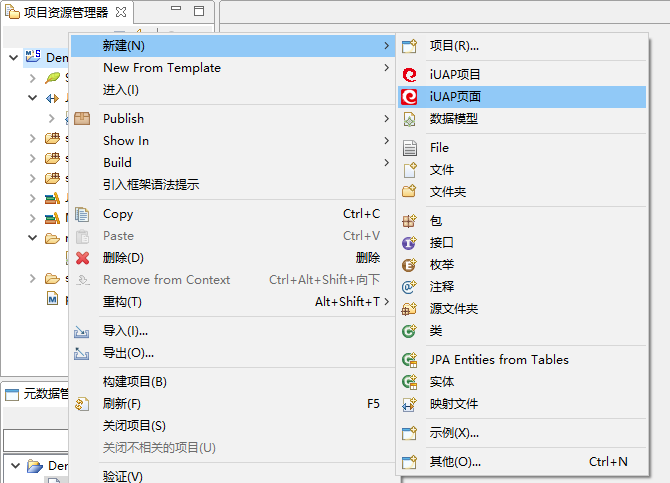 项目资源管理器
Dem
S
J
s
s
s
J
M
r
s
p
元数据管
Dem
新建(N)
New From Template
进入(I)
Publish
Show In
Build
引入框架语法提示
Copy Ctrl+C
Paste Ctrl+V
删除(D) 删除
Remove from Context Ctrl+Alt+Shift+向下
重构(T) Alt+Shift+T
导入(I)...
导出(O)...
构建项目(B)
刷新(F) F5
关闭项目(S)
关闭不相关的项目(U)
验证(V)
项目(R)...
iUAP项目
iUAP页面
数据模型
File
文件
文件夹
包
接口
枚举
注释
源文件夹
类
JPA Entities from Tables
实体
映射文件
示例(X)...
其他(O)... Ctrl+N